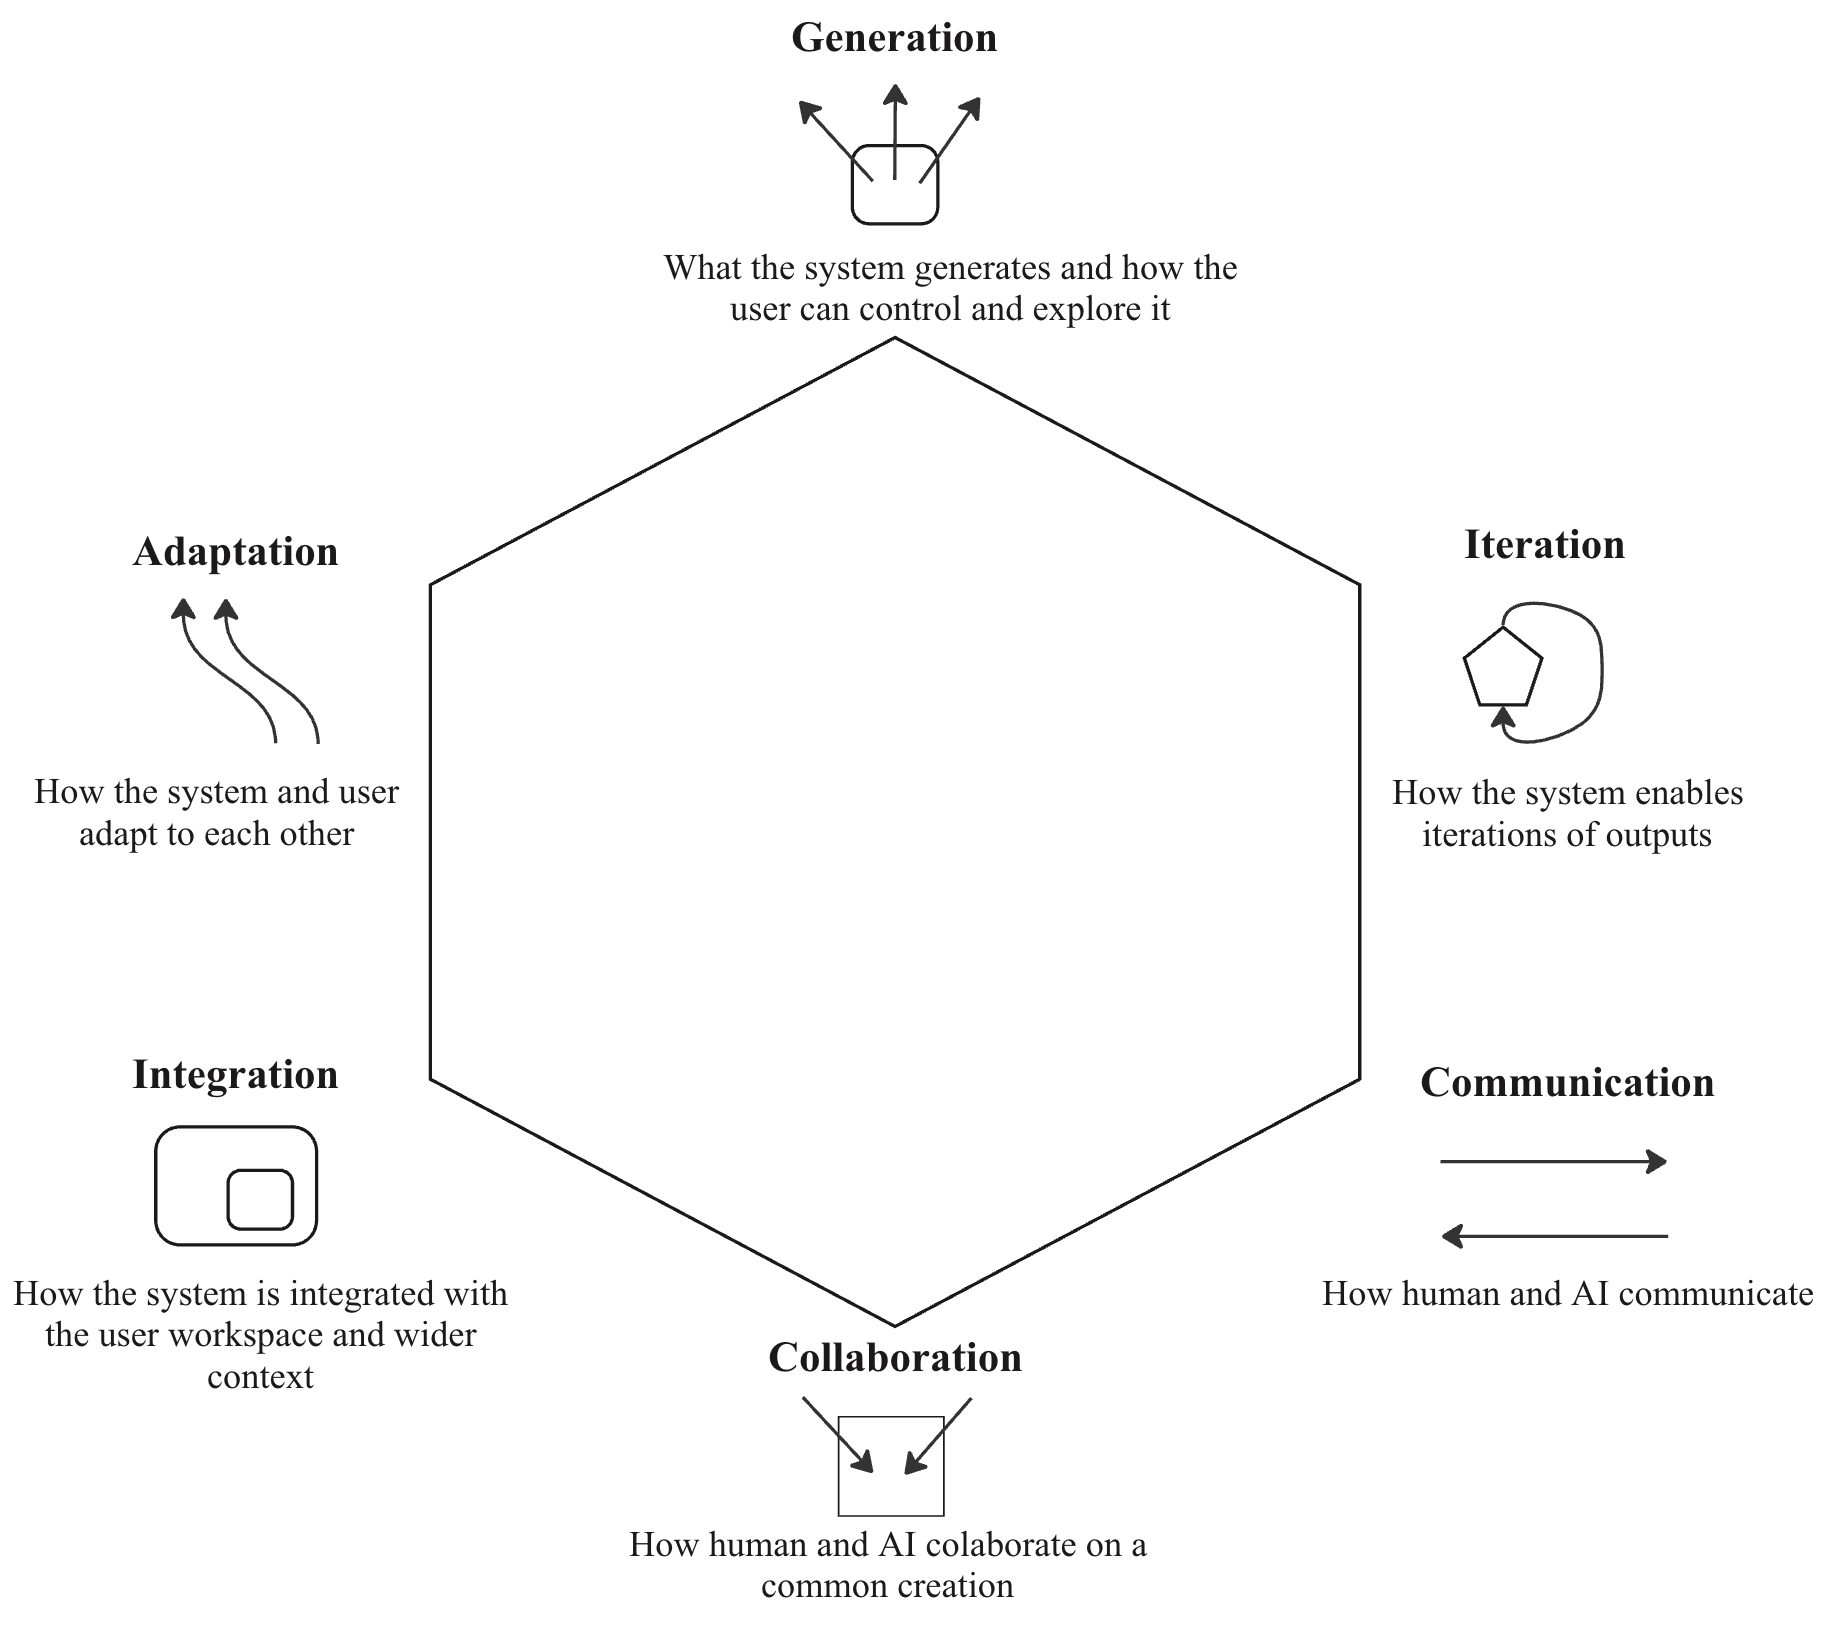 Generation
What the system generates and how the
user can control and explore it
Adaptation
How the system and user
adapt to each other
Iteration
How the system enables
iterations of outputs
Integration
How the system is integrated with
the user workspace and wider
context
Communication
How human and AI communicate
Collaboration
How human and AI colaborate on a
common creation